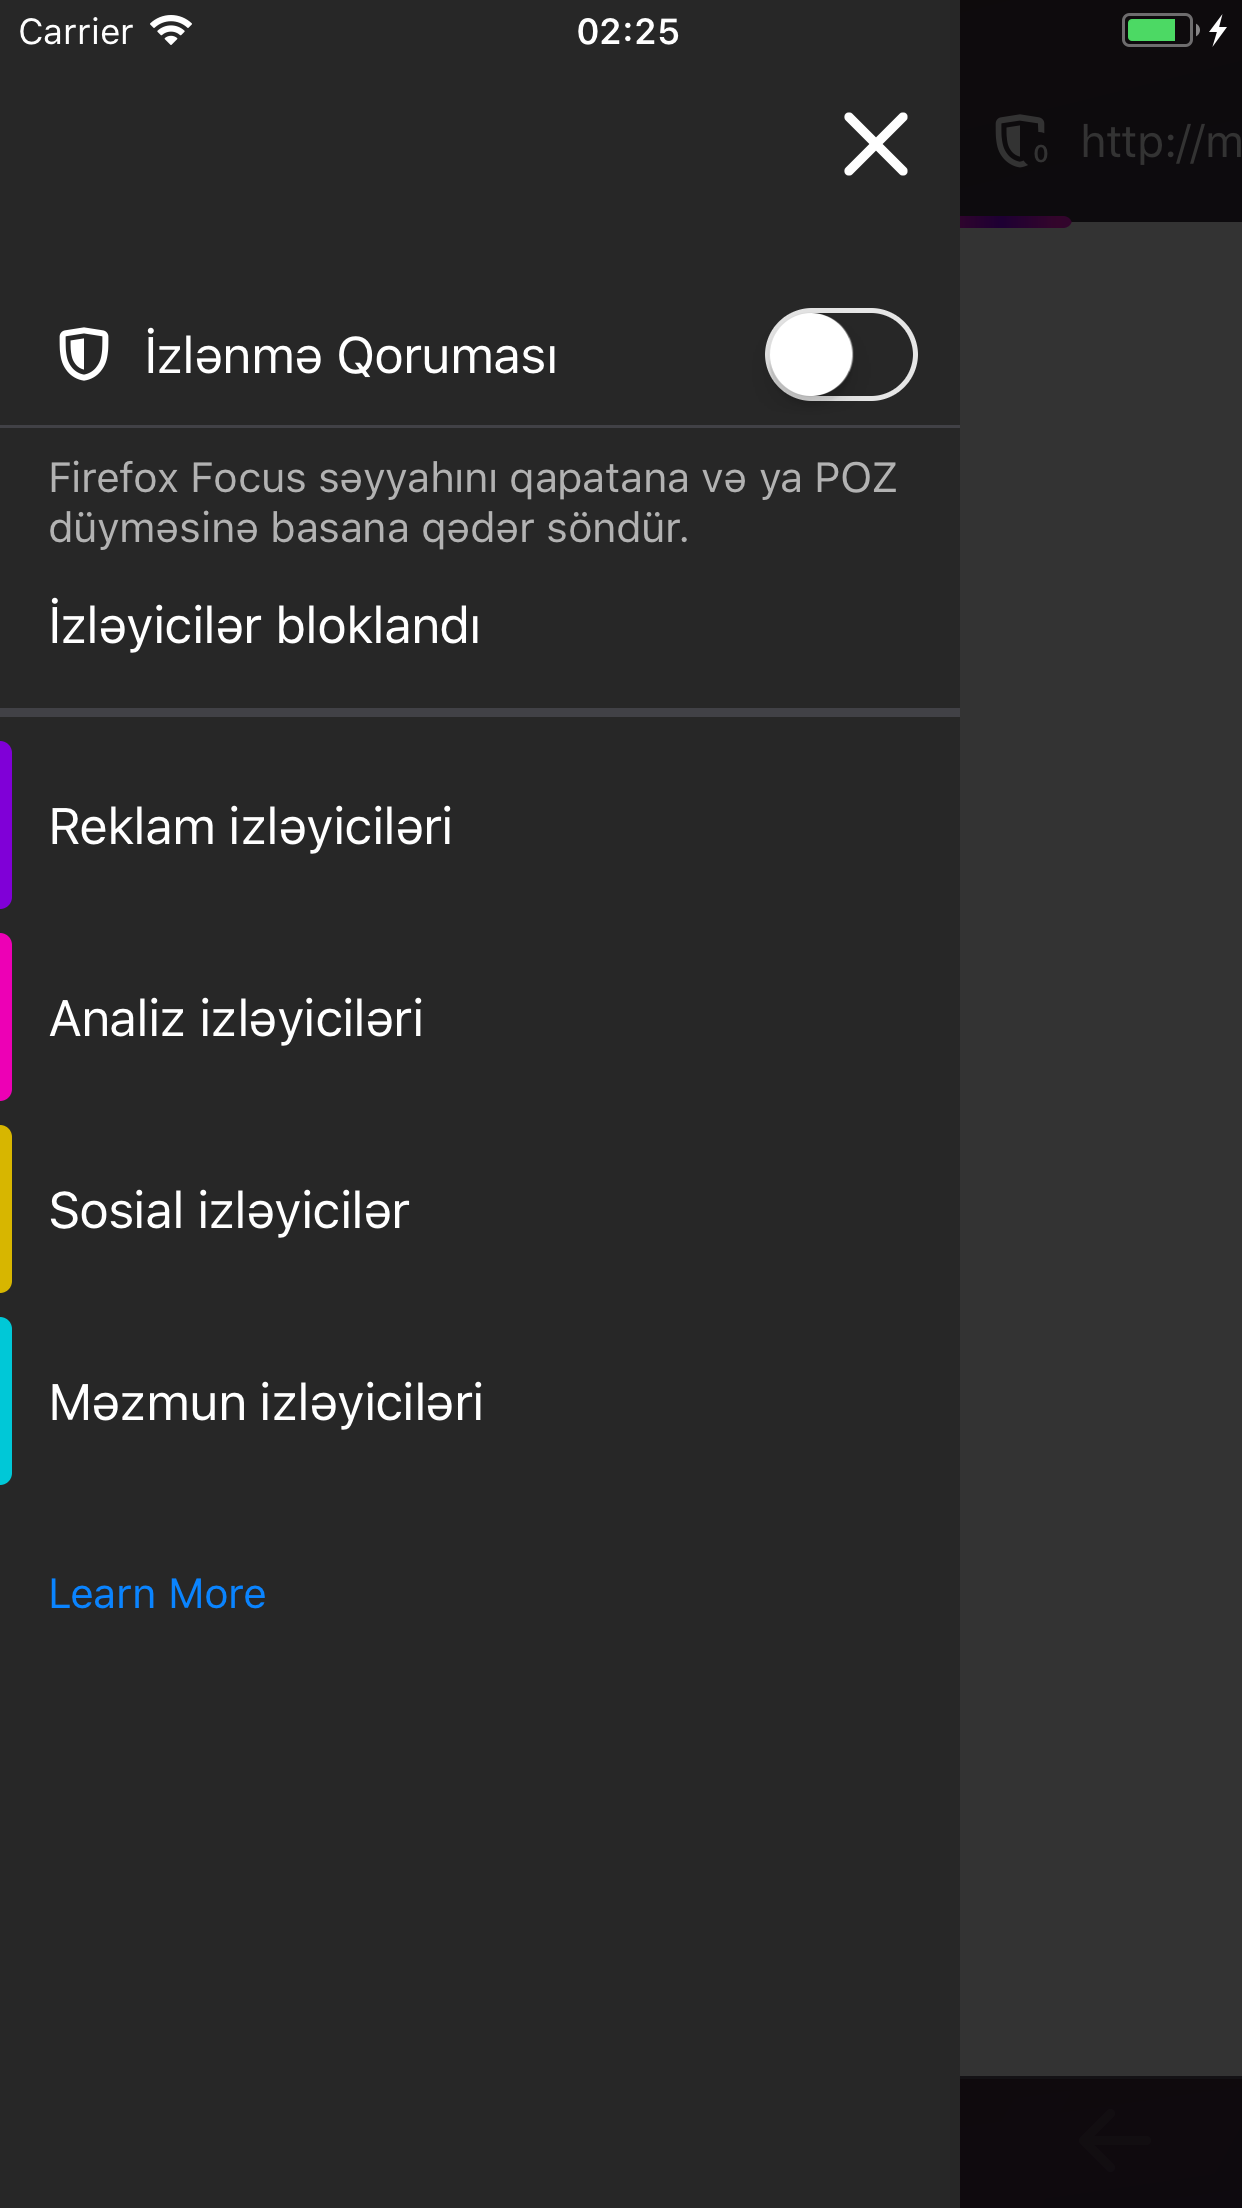 Carrier
02:25
0
http://m
İzlənmə Qoruması
Firefox Focus səyyahını qapatana və ya POZ
düyməsinə basana qədər söndür.
İzləyicilər bloklandı
Reklam izləyiciləri
Analiz izləyiciləri
Sosial izləyicilər
Məzmun izləyiciləri
Learn More